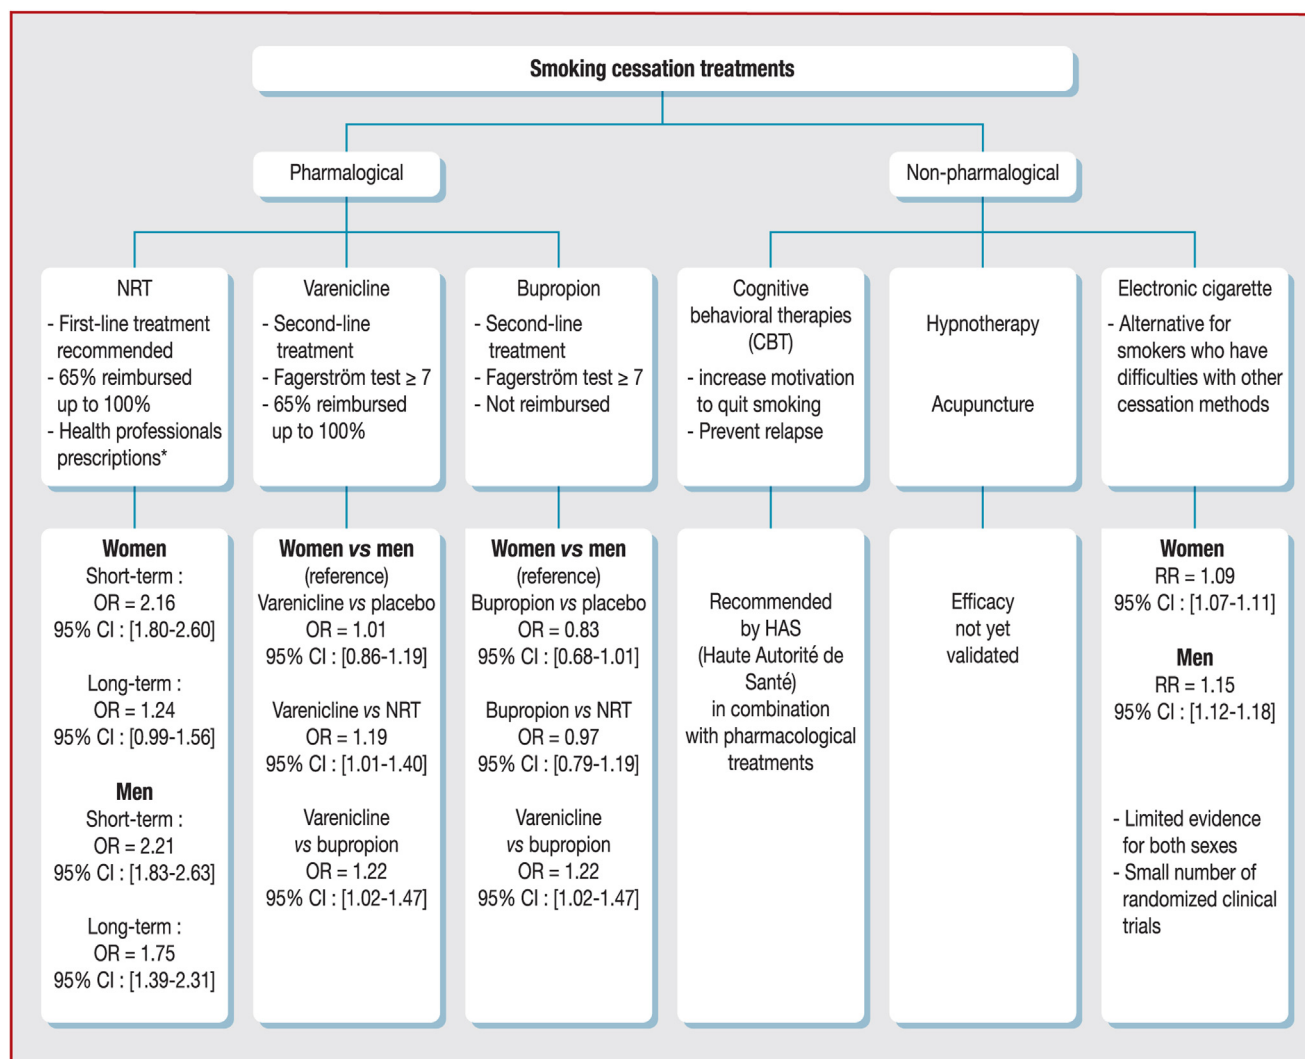 Smoking cessation treatments
Pharmalogical
Non-pharmalogical
NRT
- First-line treatment
recommended
- 65% reimbursed
up to 100%
- Health professionals
prescriptions*
Varenicline
- Second-line
treatment
- Fagerström test ≥ 7
- 65% reimbursed
up to 100%
Bupropion
- Second-line
treatment
- Fagerström test ≥ 7
- Not reimbursed
Cognitive
behavioral therapies
(CBT)
- increase motivation
to quit smoking
- Prevent relapse
Hypnotherapy
Acupuncture
Electronic cigarette
- Alternative for
smokers who have
difficulties with other
cessation methods
Women
Short-term :
OR = 2.16
95% CI : [1.80-2.60]
Long-term :
OR = 1.24
95% CI : [0.99-1.56]
Men
Short-term :
OR = 2.21
95% CI : [1.83-2.63]
Long-term :
OR = 1.75
95% CI : [1.39-2.31]
Women vs men
(reference)
Varenicline vs placebo
OR = 1.01
95% CI : [0.86-1.19]
Varenicline vs NRT
OR = 1.19
95% CI : [1.01-1.40]
Varenicline
vs bupropion
OR = 1.22
95% CI : [1.02-1.47]
Women vs men
(reference)
Bupropion vs placebo
OR = 0.83
95% CI : [0.68-1.01]
Bupropion vs NRT
OR = 0.97
95% CI : [0.79-1.19]
Varenicline
vs bupropion
OR = 1.22
95% CI : [1.02-1.47]
Recommended
by HAS
(Haute Autorité de
Santé)
in combination
with pharmacological
treatments
Efficacy
not yet
validated
Women
RR = 1.09
95% CI : [1.07-1.11]
Men
RR = 1.15
95% CI : [1.12-1.18]
- Limited evidence
for both sexes
- Small number of
randomized clinical
trials